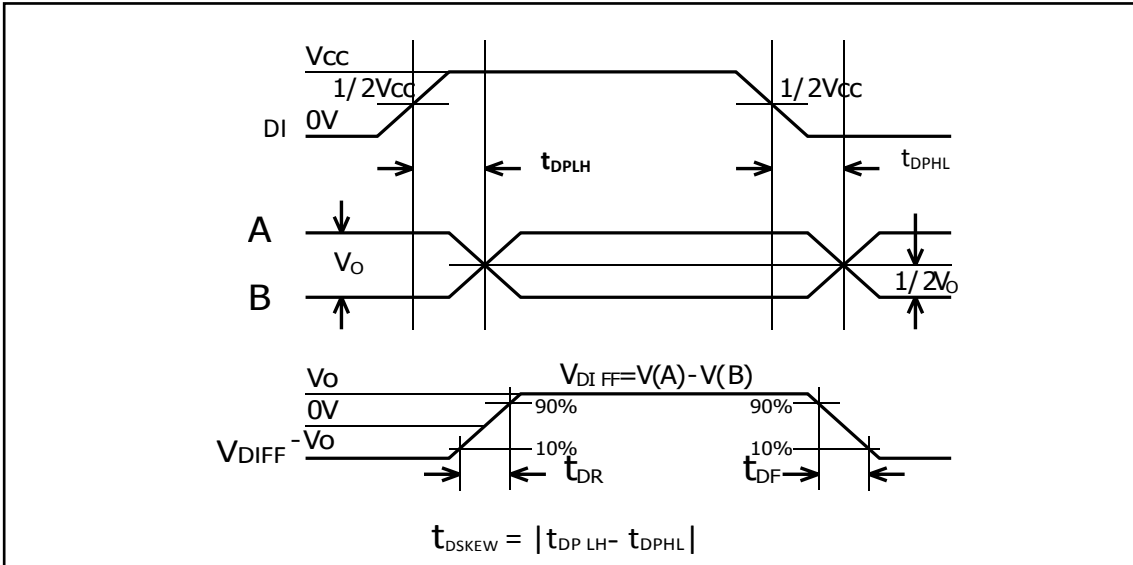 Vcc
1/2Vcc 1/2Vcc
DI 0V
tDPLH tDPHL
A
VO
B 1/2VO
Vo VDIFF=V(A)-V(B)
90% 90%
0V
-Vo
VDIFF 10% 10%
tDR tDF
tDSKEW = |tDPLH- tDPHL|